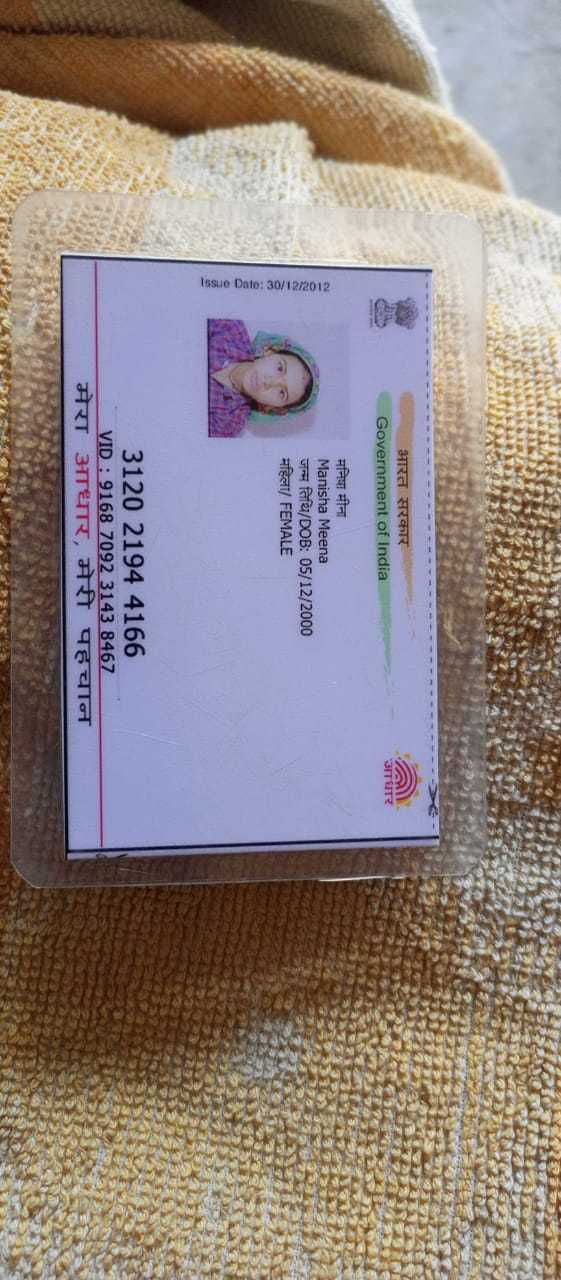 भारत सरकार
Government of India
आधार
Issue Date: 30/12/2012
मनिषा मीना
Manisha Meena
जन्म तिथि/DOB: 05/12/2000
महिला/ FEMALE
3120 2194 4166
VID : 9168 7092 3143 8467
मेरा आधार, मेरी पहचान